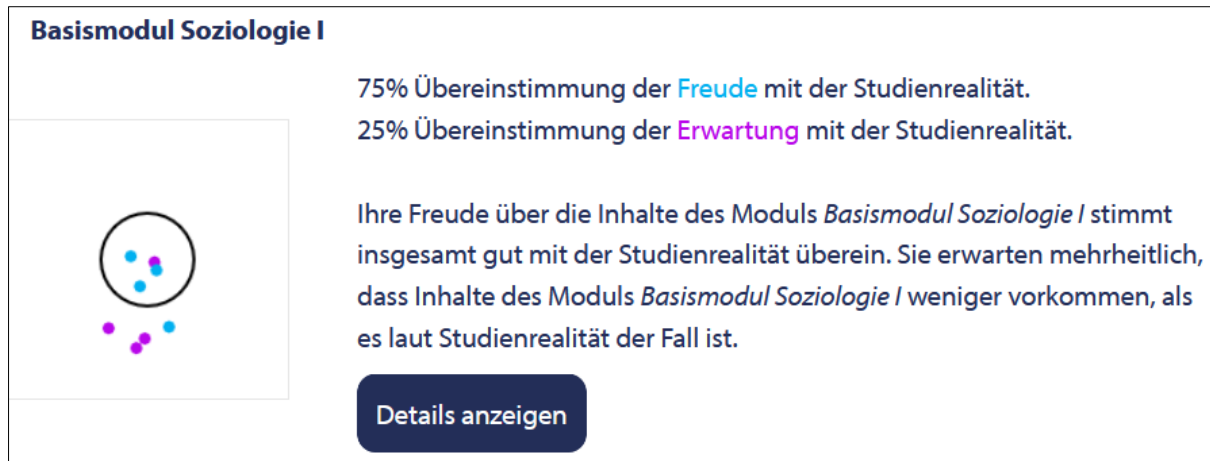 Basismodul Soziologie I
75% Übereinstimmung der Freude mit der Studienrealität.
25% Übereinstimmung der Erwartung mit der Studienrealität.
Ihre Freude über die Inhalte des Moduls Basismodul Soziologie I stimmt
insgesamt gut mit der Studienrealität überein. Sie erwarten mehrheitlich,
dass Inhalte des Moduls Basismodul Soziologie I weniger vorkommen, als
es laut Studienrealität der Fall ist.
Details anzeigen